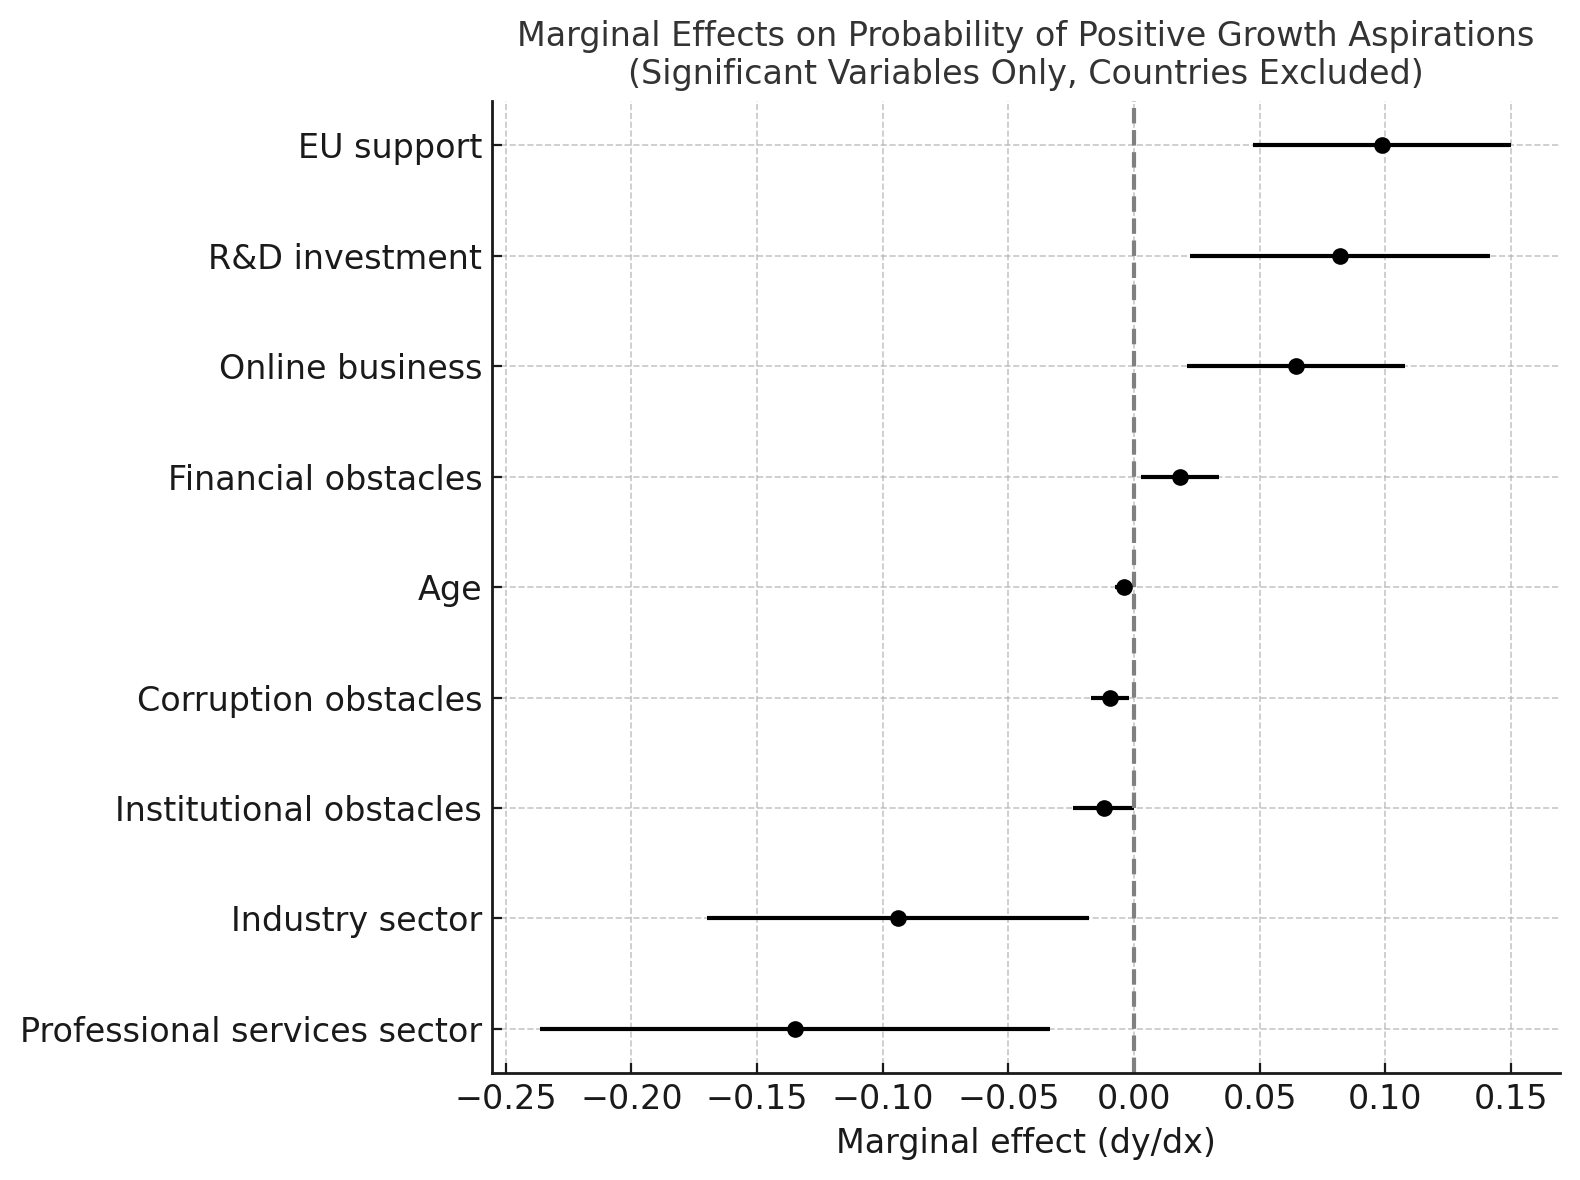 Marginal Effects on Probability of Positive Growth Aspirations
(Significant Variables Only, Countries Excluded)
EU support
R&D investment
Online business
Financial obstacles
Age
Corruption obstacles
Institutional obstacles
Industry sector
Professional services sector
−0.25 −0.20 −0.15 −0.10 −0.05 0.00 0.05 0.10 0.15
Marginal effect (dy/dx)